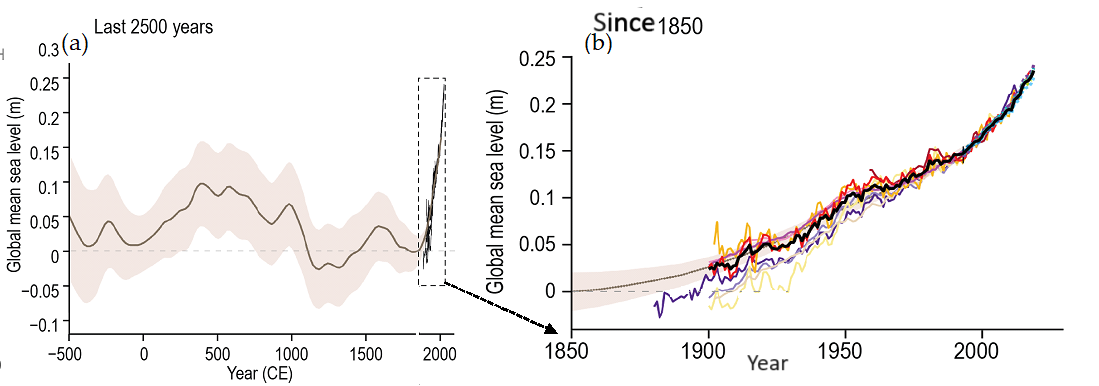 Last 2500 years
(a)
H
Global mean sea level (m)
0.3
0.25
0.2
0.15
0.1
0.05
0
−0.05
−0.1
−500
0
500
1000
1500
2000
Year (CE)
Since 1850
(b)
Global mean sea level (m)
0.25
0.2
0.15
0.1
0.05
0
1850
1900
1950
2000
Year